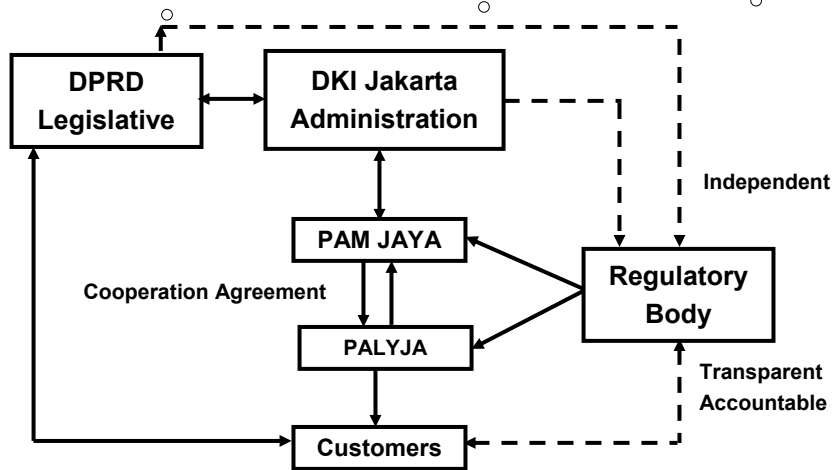 DPRD
Legislative
DKI Jakarta
Administration
Independent
PAM JAYA
Regulatory
Body
Cooperation Agreement
PALYJA
Transparent
Accountable
Customers